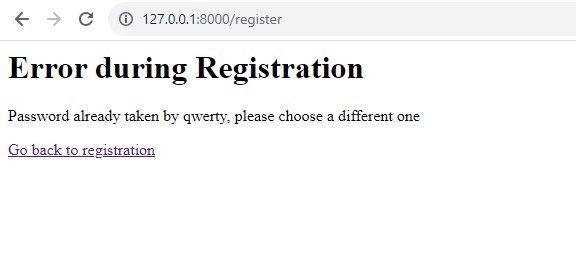 127.0.0.1:8000/register
Error during Registration
Password already taken by qwerty, please choose a different one
Go back to registration